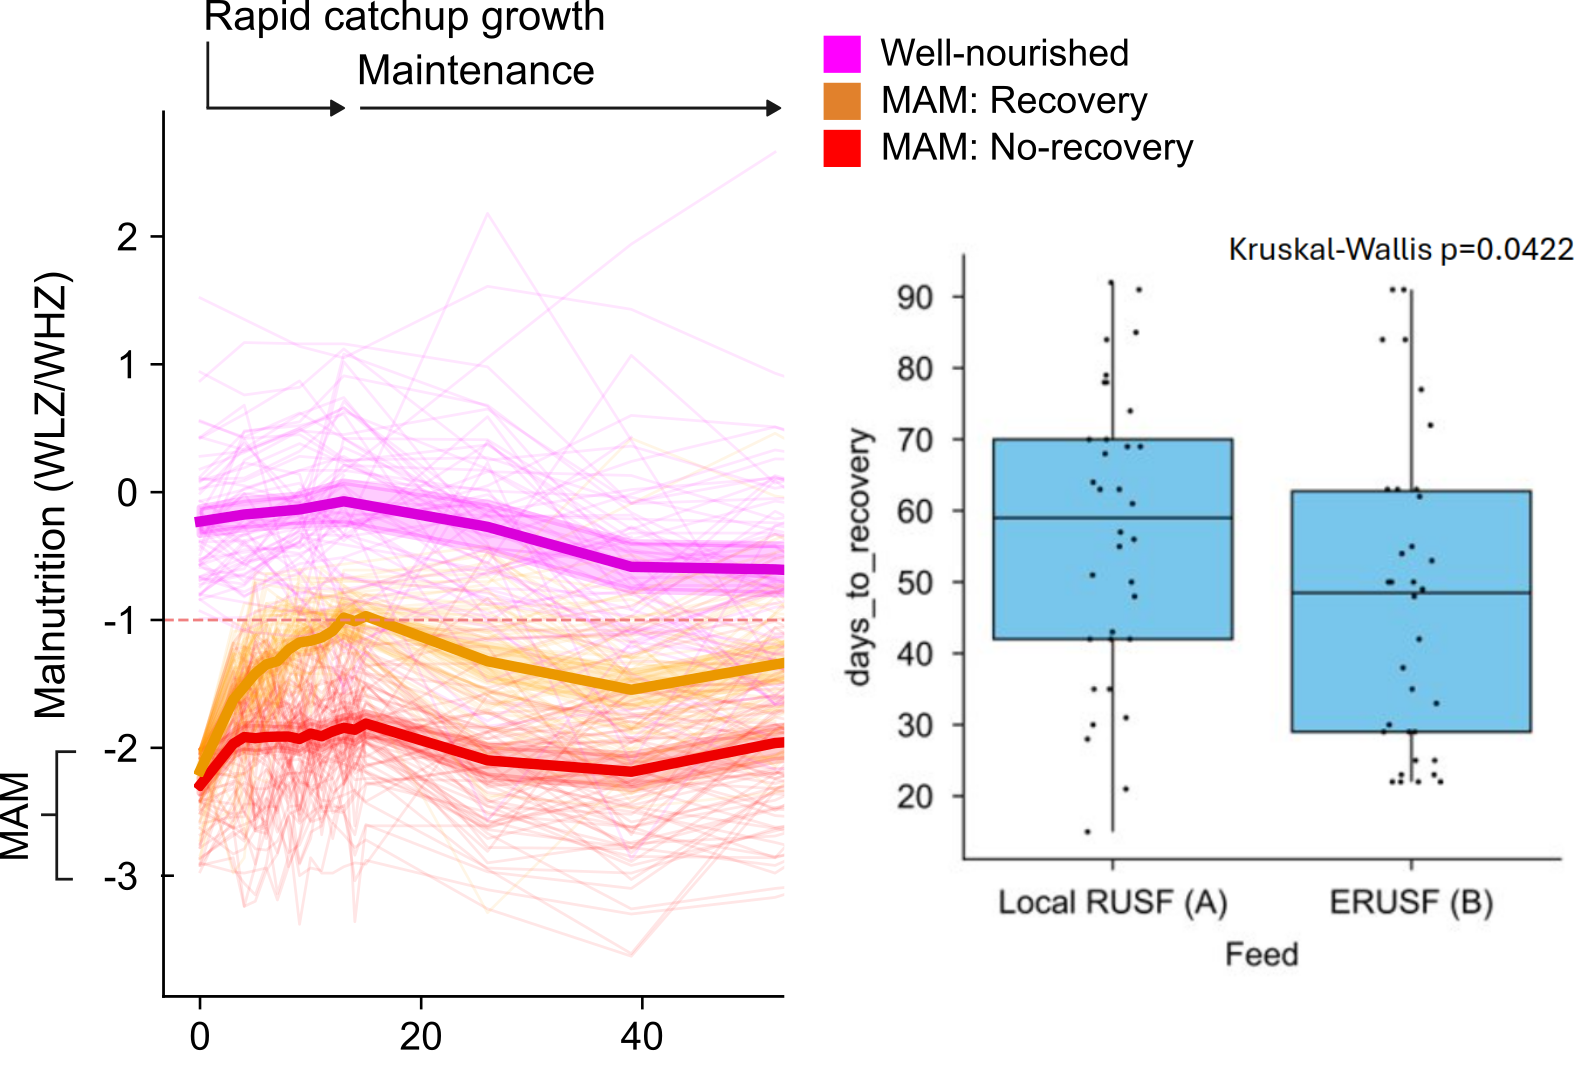 Rapid catchup growth
Maintenance
Well-nourished
MAM: Recovery
MAM: No-recovery
Malnutrition (WLZ/WHZ)
MAM
2
1
0
-1
-2
-3
0
20
40
Kruskal-Wallis p=0.0422
days_to_recovery
90
80
70
60
50
40
30
20
Local RUSF (A)
ERUSF (B)
Feed